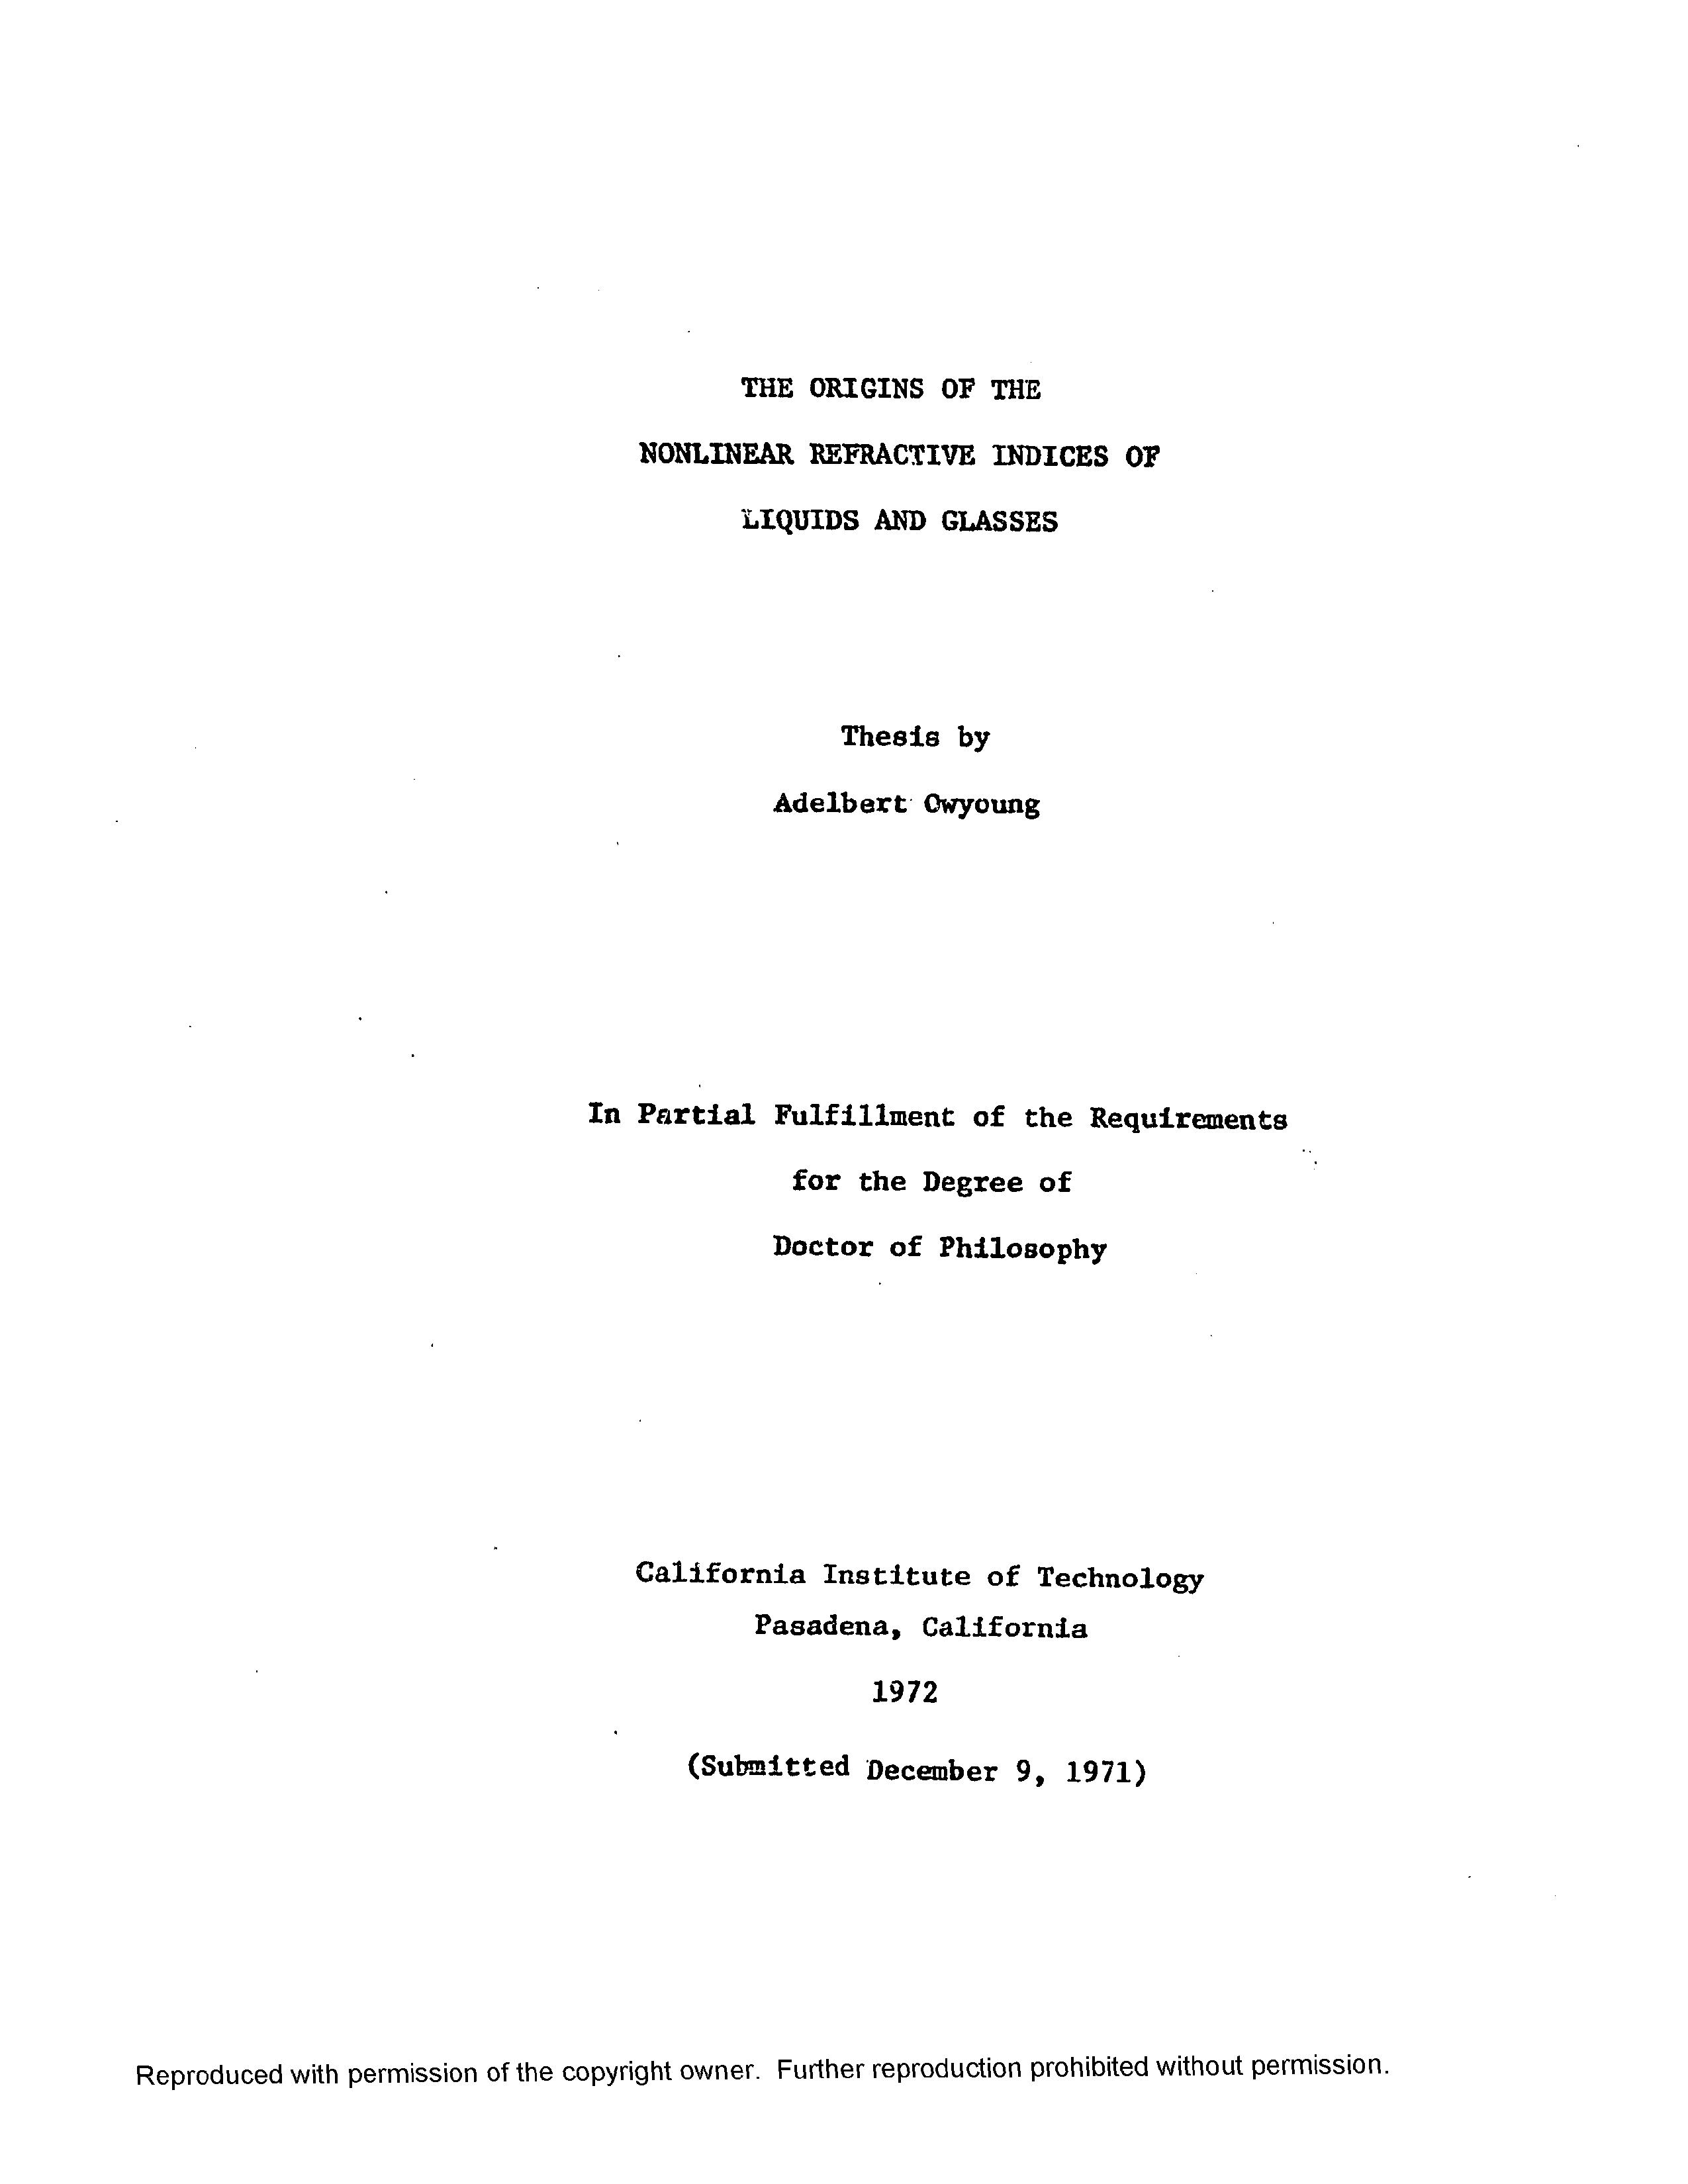 THE ORIGINS OF THE
NONLINEAR REFRACTIVE INDICES OF
LIQUIDS AND GLASSES
Thesis by
Adelbert Owyoung
In Partial Fulfillment of the Requirements
for the Degree of
Doctor of Philosophy
California Institute of Technology
Pasadena, California
1972
(Submitted December 9, 1971)
Reproduced with permission of the copyright owner. Further reproduction prohibited without permission.